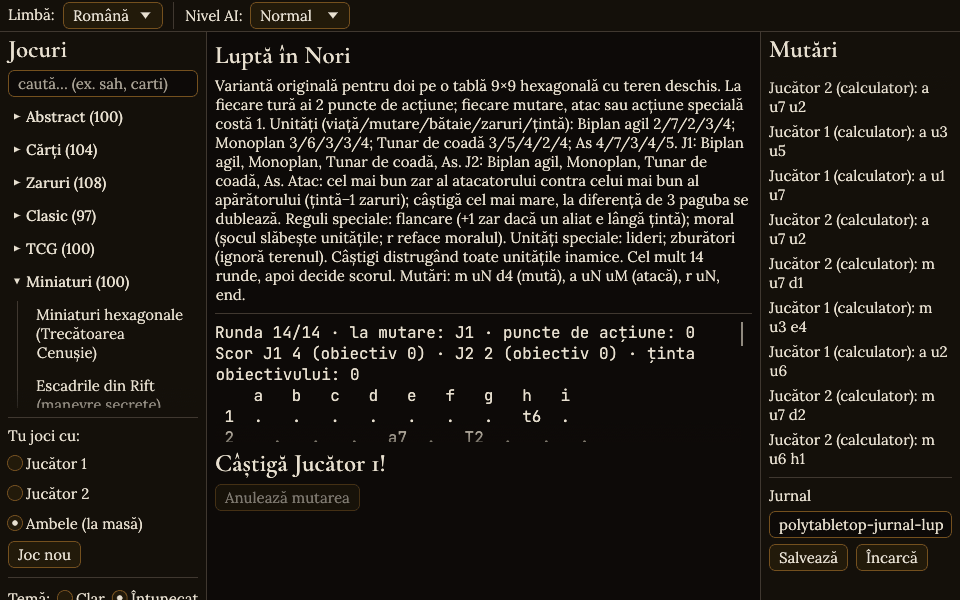 Limbă: Română ▼ Nivel AI: Normal ▼
Jocuri
caută... (ex. sah, carti)
▸ Abstract (100)
▸ Cărți (104)
▸ Zaruri (108)
▸ Clasic (97)
▸ TCG (100)
▾ Miniaturi (100)
Miniaturi hexagonale
(Trecătoarea
Cenușie)
Escadrile din Rift
(manevre secrete)
Tu joci cu:
Jucător 1
Jucător 2
Ambele (la masă)
Joc nou
Temă: Clar Întunecat
Luptă în Nori
Variantă originală pentru doi pe o tablă 9×9 hexagonală cu teren deschis. La
fiecare tură ai 2 puncte de acțiune; fiecare mutare, atac sau acțiune specială
costă 1. Unități (viață/mutare/bătaie/zaruri/țintă): Biplan agil 2/7/2/3/4;
Monoplan 3/6/3/3/4; Tunar de coadă 3/5/4/2/4; As 4/7/3/4/5. J1: Biplan
agil, Monoplan, Tunar de coadă, As. J2: Biplan agil, Monoplan, Tunar de
coadă, As. Atac: cel mai bun zar al atacatorului contra celui mai bun al
apărătorului (țintă−1 zaruri); câștigă cel mai mare, la diferență de 3 paguba se
dublează. Reguli speciale: flancare (+1 zar dacă un aliat e lângă țintă); moral
(șocul slăbește unitățile; r reface moralul). Unități speciale: lideri; zburători
(ignoră terenul). Câștigi distrugând toate unitățile inamice. Cel mult 14
runde, apoi decide scorul. Mutări: m uN d4 (mută), a uN uM (atacă), r uN,
end.
Runda 14/14 · la mutare: J1 · puncte de acțiune: 0
Scor J1 4 (obiectiv 0) · J2 2 (obiectiv 0) · ținta
obiectivului: 0
a b c d e f g h i
1 . . . . . . . t6 .
2 . . . a7 . T2 . . .
Câștigă Jucător 1!
Anulează mutarea
Mutări
Jucător 2 (calculator): a
u7 u2
Jucător 1 (calculator): a u3
u5
Jucător 1 (calculator): a u1
u7
Jucător 2 (calculator): a
u7 u2
Jucător 2 (calculator): m
u7 d1
Jucător 1 (calculator): m
u3 e4
Jucător 1 (calculator): a u2
u6
Jucător 2 (calculator): m
u7 d2
Jucător 2 (calculator): m
u6 h1
Jurnal
polytabletop-jurnal-lup
Salvează Încarcă